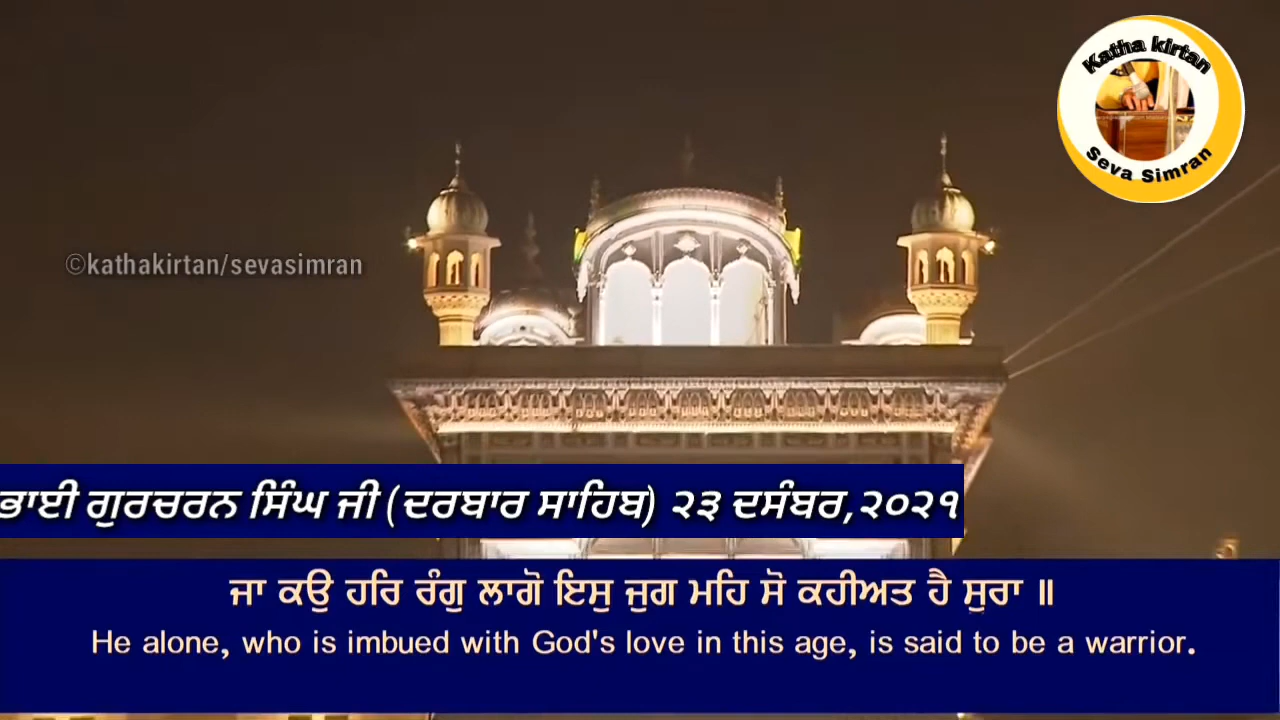 Katha kirtan
Seva Simran
©kathakirtan/sevasimran
ਭਾਈ ਗੁਰਚਰਨ ਸਿੰਘ ਜੀ (ਦਰਬਾਰ ਸਾਹਿਬ) ੨੩ ਦਸੰਬਰ,੨੦੨੧
ਜਾ ਕਉ ਹਰਿ ਰੰਗੁ ਲਾਗੋ ਇਸੁ ਜੁਗ ਮਹਿ ਸੋ ਕਹੀਅਤ ਹੈ ਸੂਰਾ ॥
He alone, who is imbued with God's love in this age, is said to be a warrior.